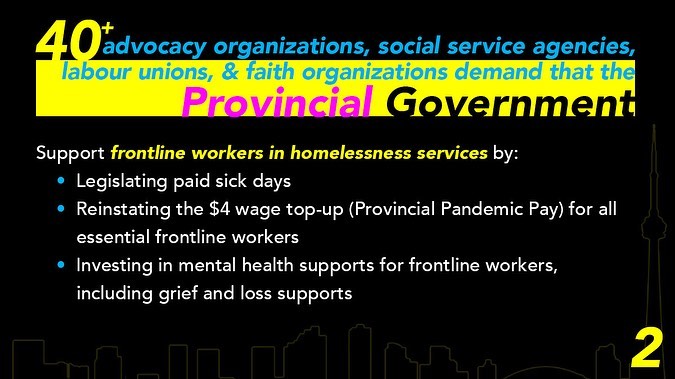 40+ advocacy organizations, social service agencies,
labour unions, & faith organizations demand that the
Provincial Government
Support frontline workers in homelessness services by:
• Legislating paid sick days
• Reinstating the $4 wage top-up (Provincial Pandemic Pay) for all
essential frontline workers
• Investing in mental health supports for frontline workers,
including grief and loss supports
2